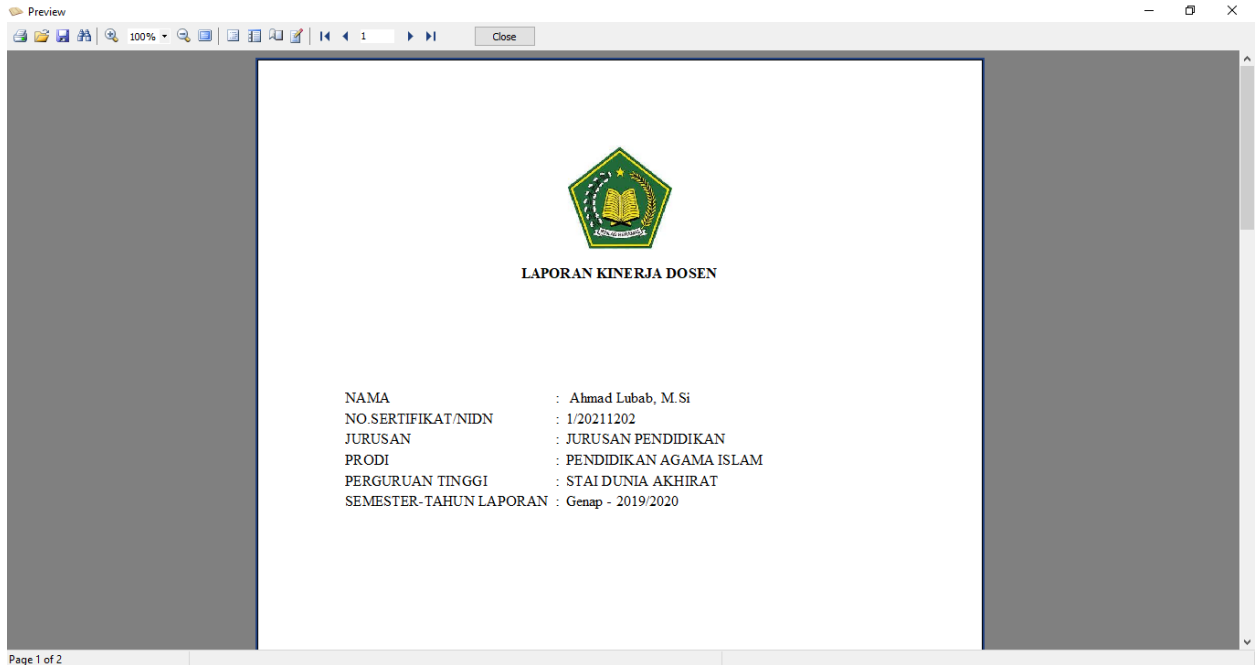 Preview
100%
1
Close
LAPORAN KINERJA DOSEN
NAMA : Ahmad Lubab, M.Si
NO.SERTIFIKAT/NIDN : 1/20211202
JURUSAN : JURUSAN PENDIDIKAN
PRODI : PENDIDIKAN AGAMA ISLAM
PERGURUAN TINGGI : STAI DUNIA AKHIRAT
SEMESTER-TAHUN LAPORAN : Genap - 2019/2020
Page 1 of 2